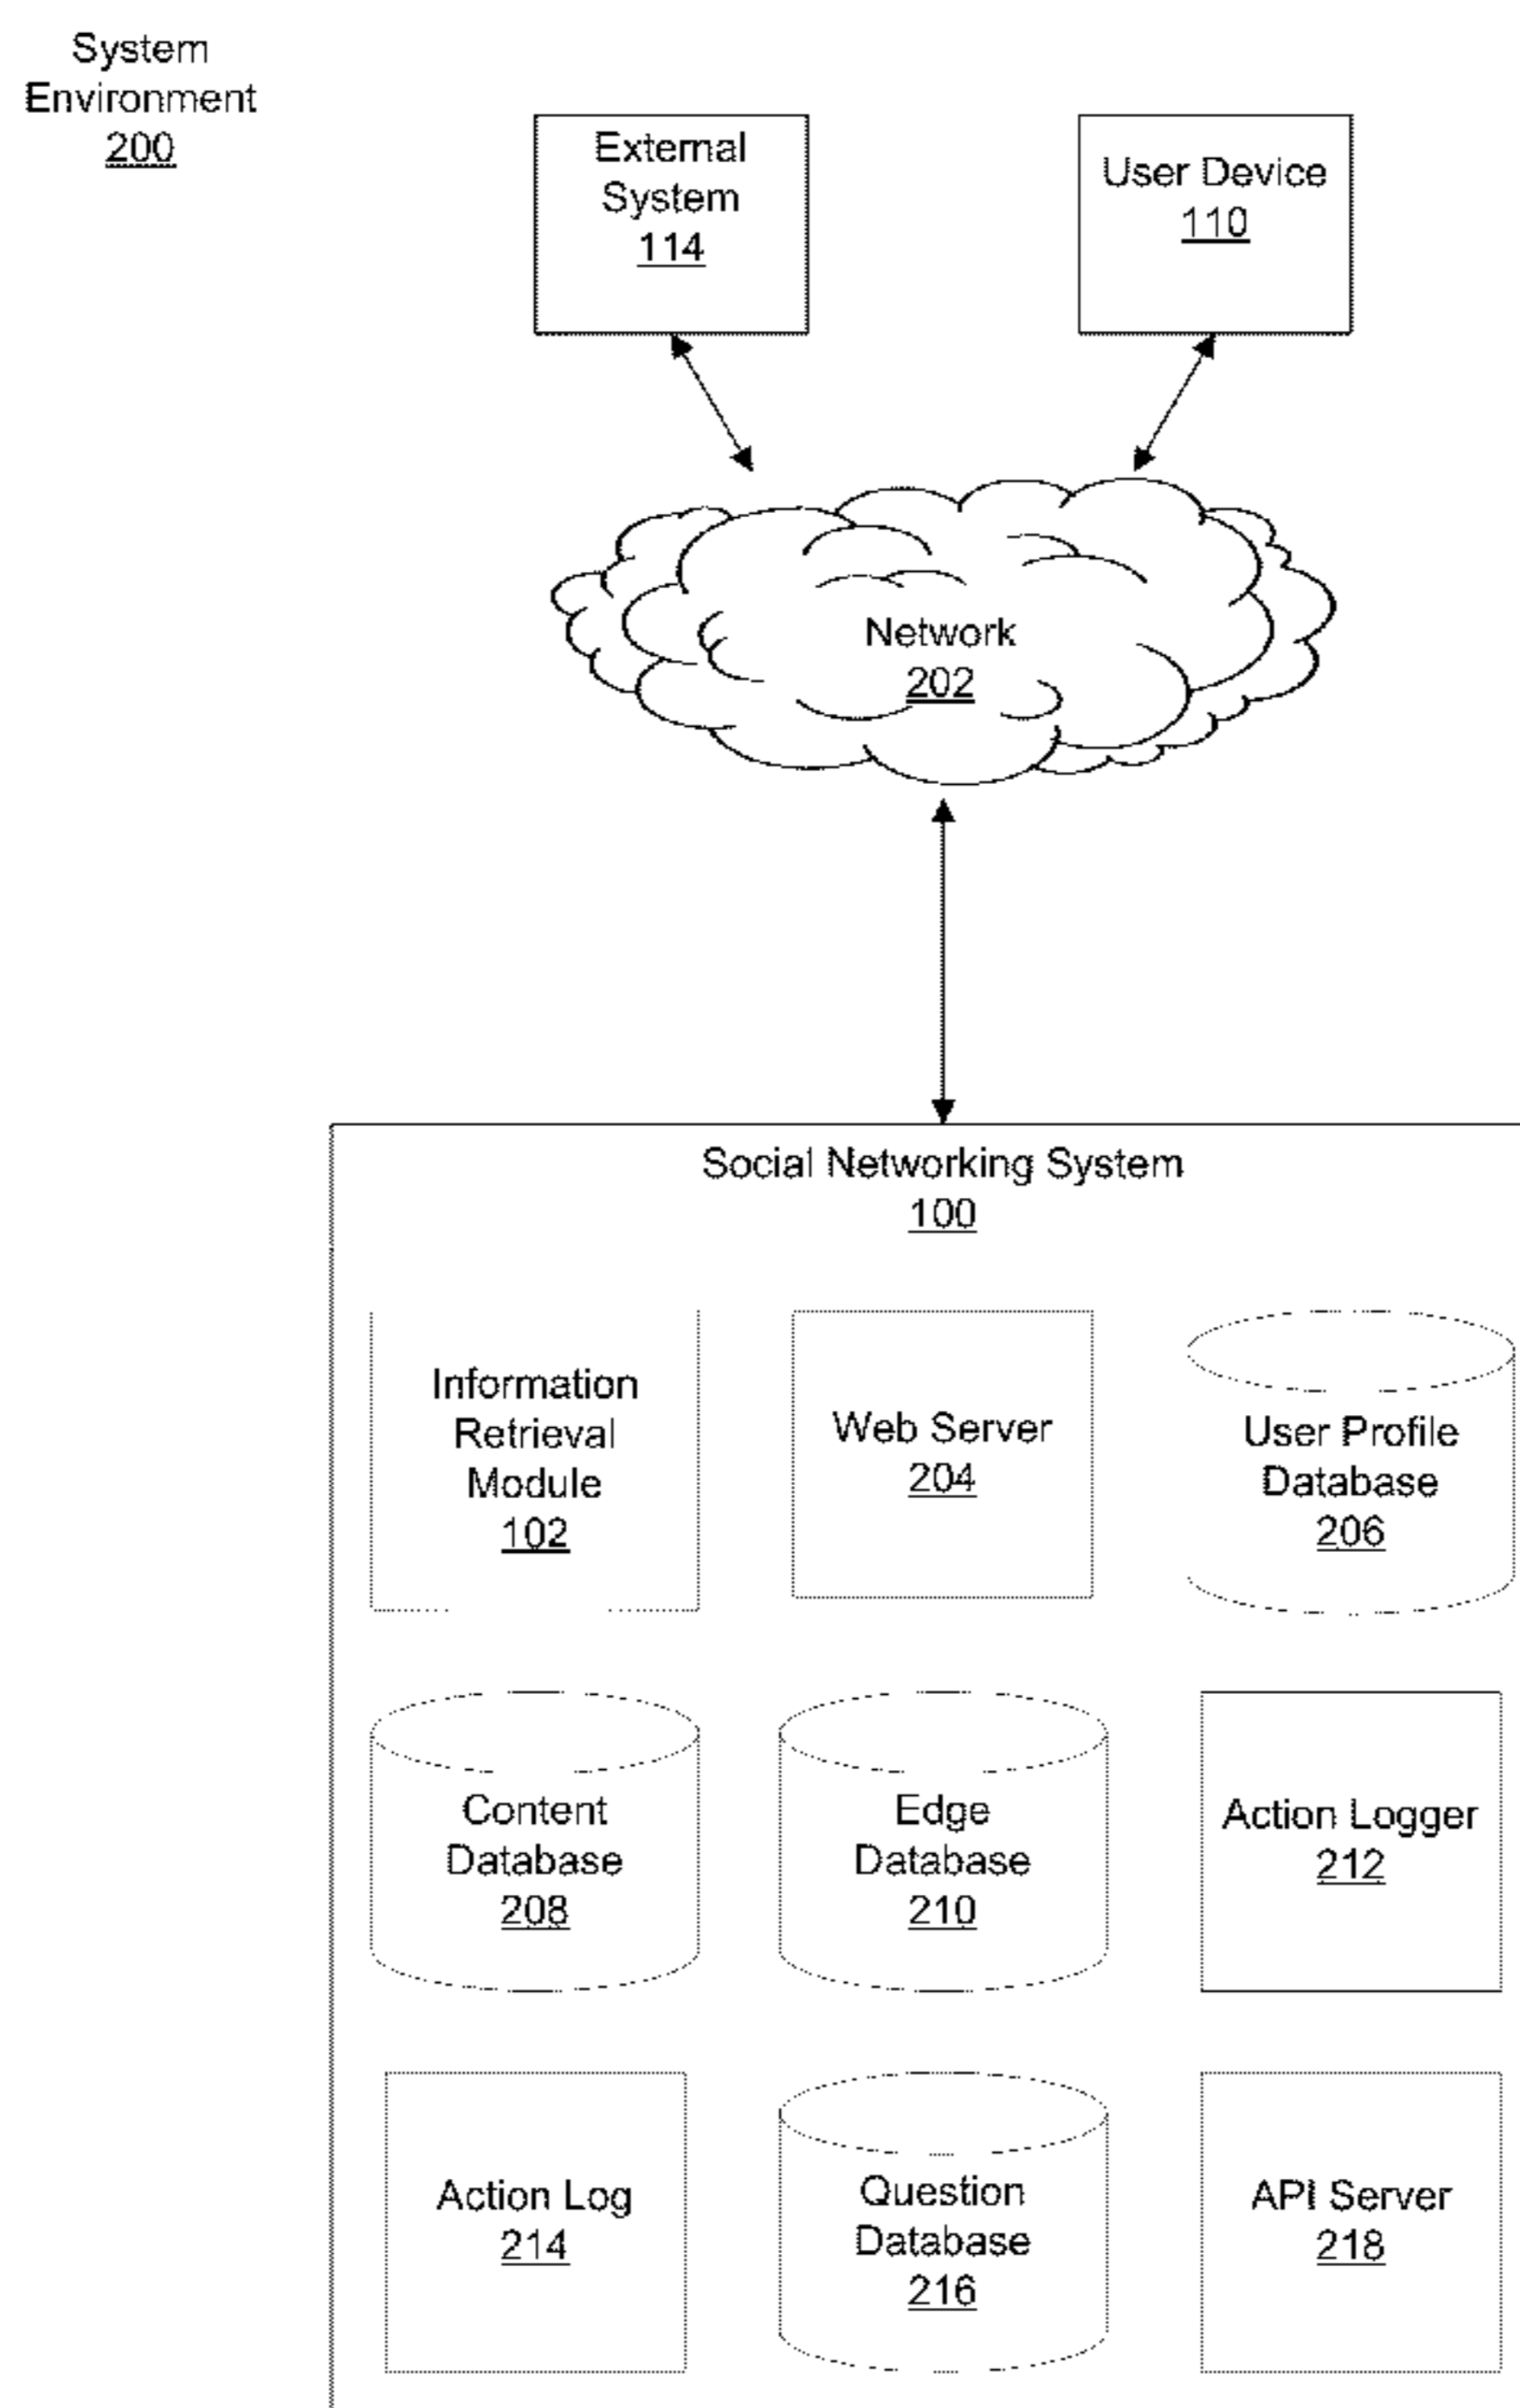 System
Environment
200
External
System
114
User Device
110
Network
202
Social Networking System
100
Information
Retrieval
Module
102
Web Server
204
User Profile
Database
206
Content
Database
208
Edge
Database
210
Action Logger
212
Action Log
214
Question
Database
216
API Server
218